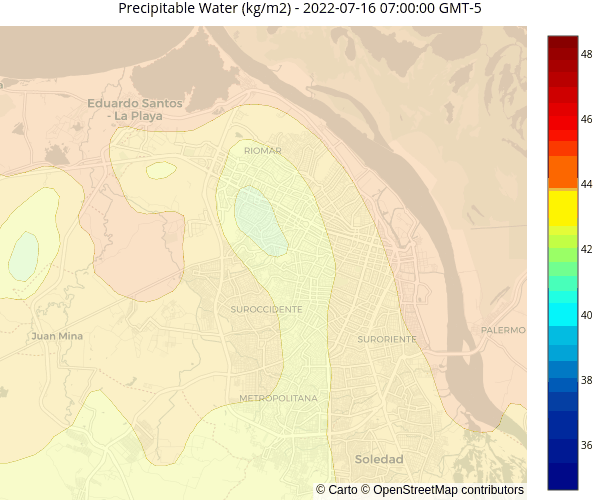 Precipitable Water (kg/m2) - 2022-07-16 07:00:00 GMT-5
48
46
44
42
40
38
36
Eduardo Santos
- La Playa
RIOMAR
SUROCCIDENTE
Juan Mina
SURORIENTE
PALERMO
METROPOLITANA
Soledad
© Carto © OpenStreetMap contributors